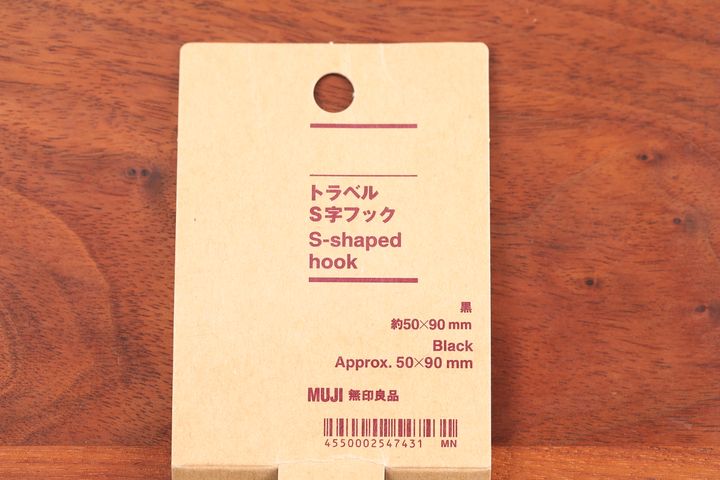 トラベル
S字フック
S-shaped
hook
黒
約50×90 mm
Black
Approx. 50×90 mm
MUJI 無印良品
4550002547431 MN